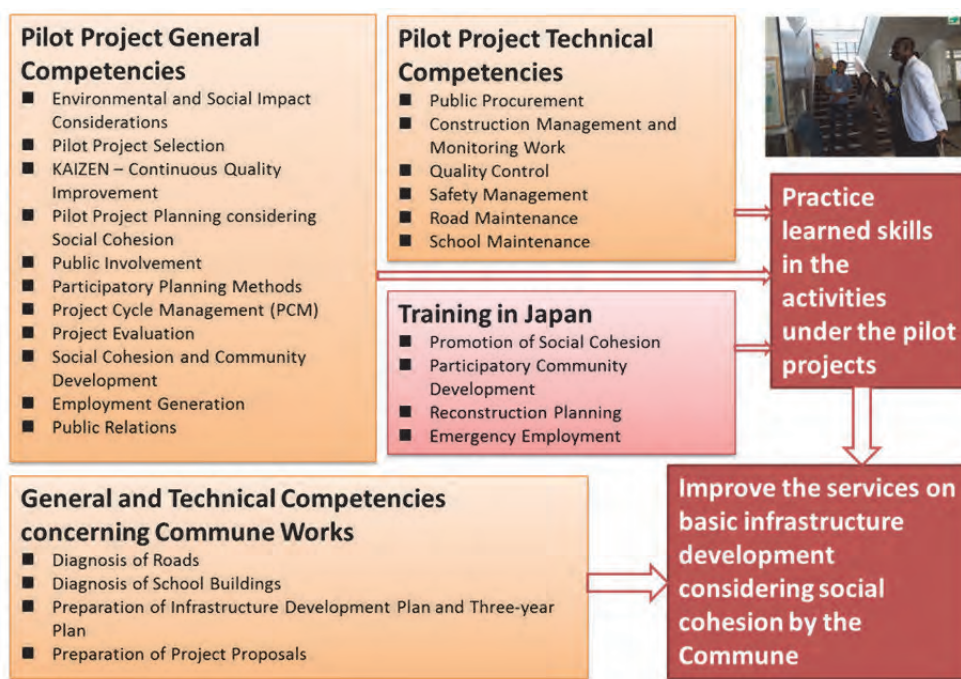 Pilot Project General
Competencies
■ Environmental and Social Impact
Considerations
■ Pilot Project Selection
■ KAIZEN – Continuous Quality
Improvement
■ Pilot Project Planning considering
Social Cohesion
■ Public Involvement
■ Participatory Planning Methods
■ Project Cycle Management (PCM)
■ Project Evaluation
■ Social Cohesion and Community
Development
■ Employment Generation
■ Public Relations
Pilot Project Technical
Competencies
■ Public Procurement
■ Construction Management and
Monitoring Work
■ Quality Control
■ Safety Management
■ Road Maintenance
■ School Maintenance
Training in Japan
■ Promotion of Social Cohesion
■ Participatory Community
Development
■ Reconstruction Planning
■ Emergency Employment
Practice
learned skills
in the
activities
under the pilot
projects
General and Technical Competencies
concerning Commune Works
■ Diagnosis of Roads
■ Diagnosis of School Buildings
■ Preparation of Infrastructure Development Plan and Three-year
Plan
■ Preparation of Project Proposals
Improve the services on
basic infrastructure
development
considering social
cohesion by the
Commune